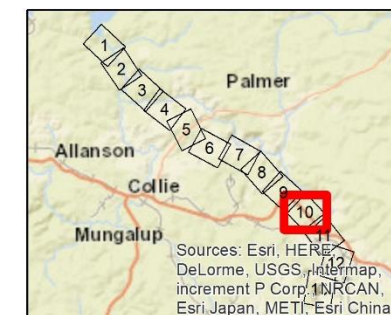 1
2
3
4
Palmer
5
6
7
Allanson
8
Collie
9
10
Mungalup
11
Sources: Esri, HERE
DeLorme, USGS, Intermap,
12
increment P Corp. NRCAN,
Esri Japan, METI, Esri China